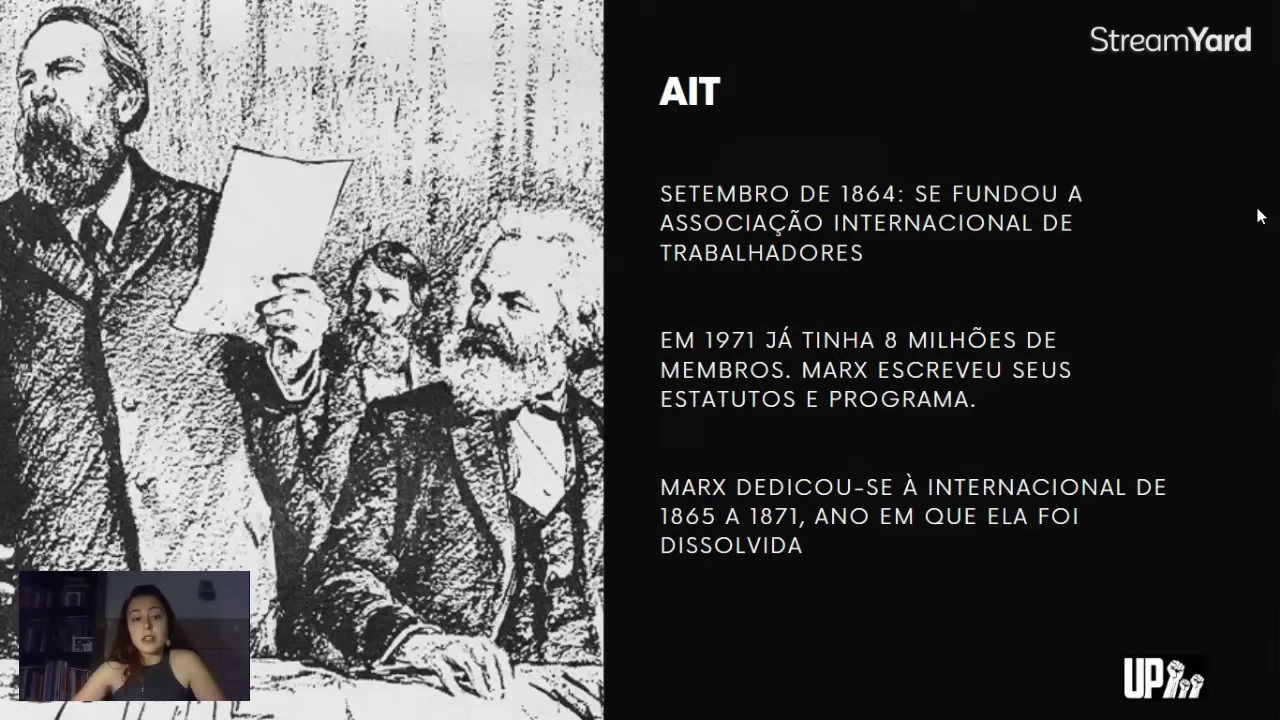 StreamYard
AIT
SETEMBRO DE 1864: SE FUNDOU A
ASSOCIAÇÃO INTERNACIONAL DE
TRABALHADORES
EM 1971 JÁ TINHA 8 MILHÕES DE
MEMBROS. MARX ESCREVEU SEUS
ESTATUTOS E PROGRAMA.
MARX DEDICOU-SE À INTERNACIONAL DE
1865 A 1871, ANO EM QUE ELA FOI
DISSOLVIDA
UP